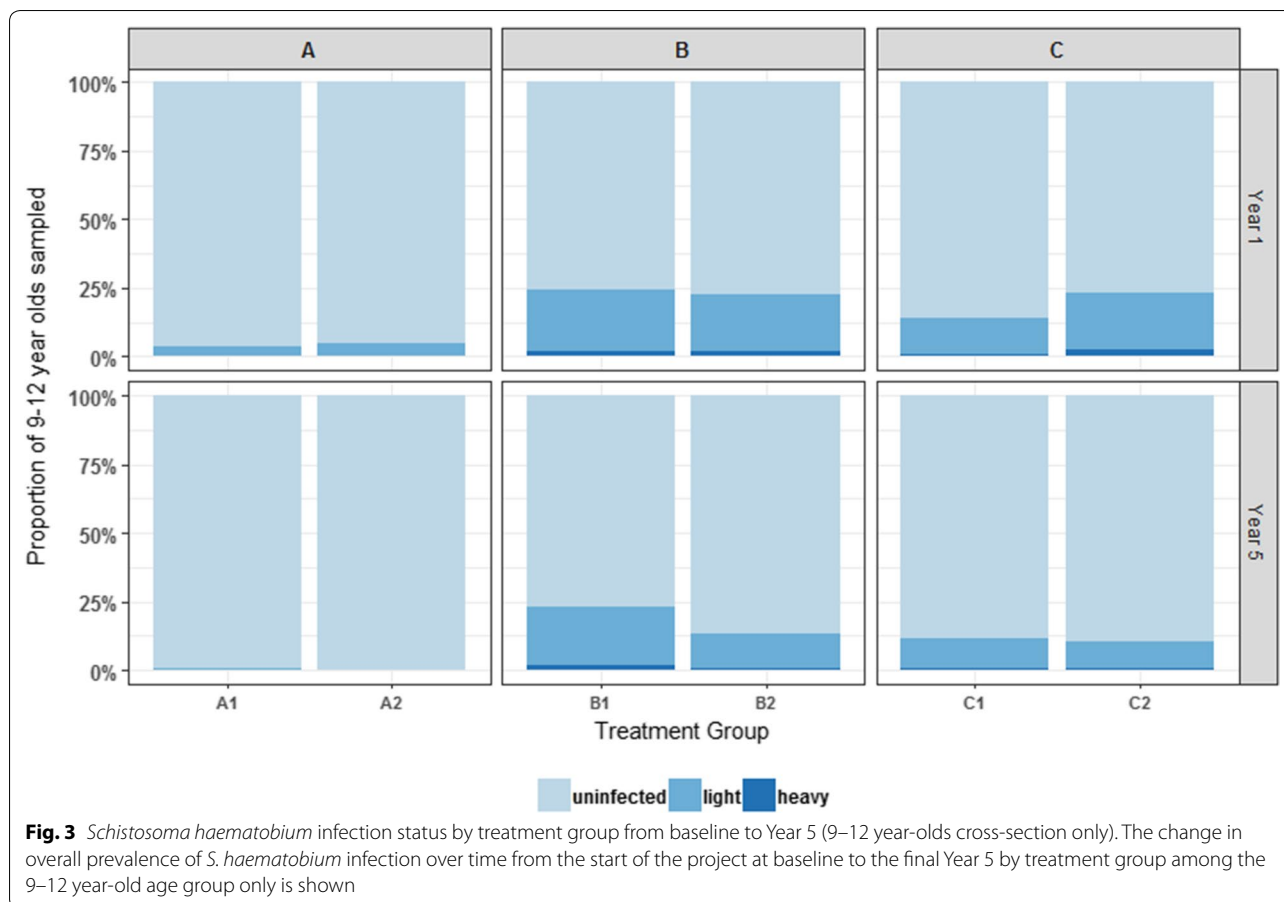 A B C
100%
75%
50%
25%
0%
Year 1
100%
75%
50%
25%
0%
Year 5
Proportion of 9-12 year olds sampled
A1 A2 B1 B2 C1 C2
Treatment Group
uninfected light heavy
Fig. 3 Schistosoma haematobium infection status by treatment group from baseline to Year 5 (9–12 year-olds cross-section only). The change in
overall prevalence of S. haematobium infection over time from the start of the project at baseline to the final Year 5 by treatment group among the
9–12 year-old age group only is shown